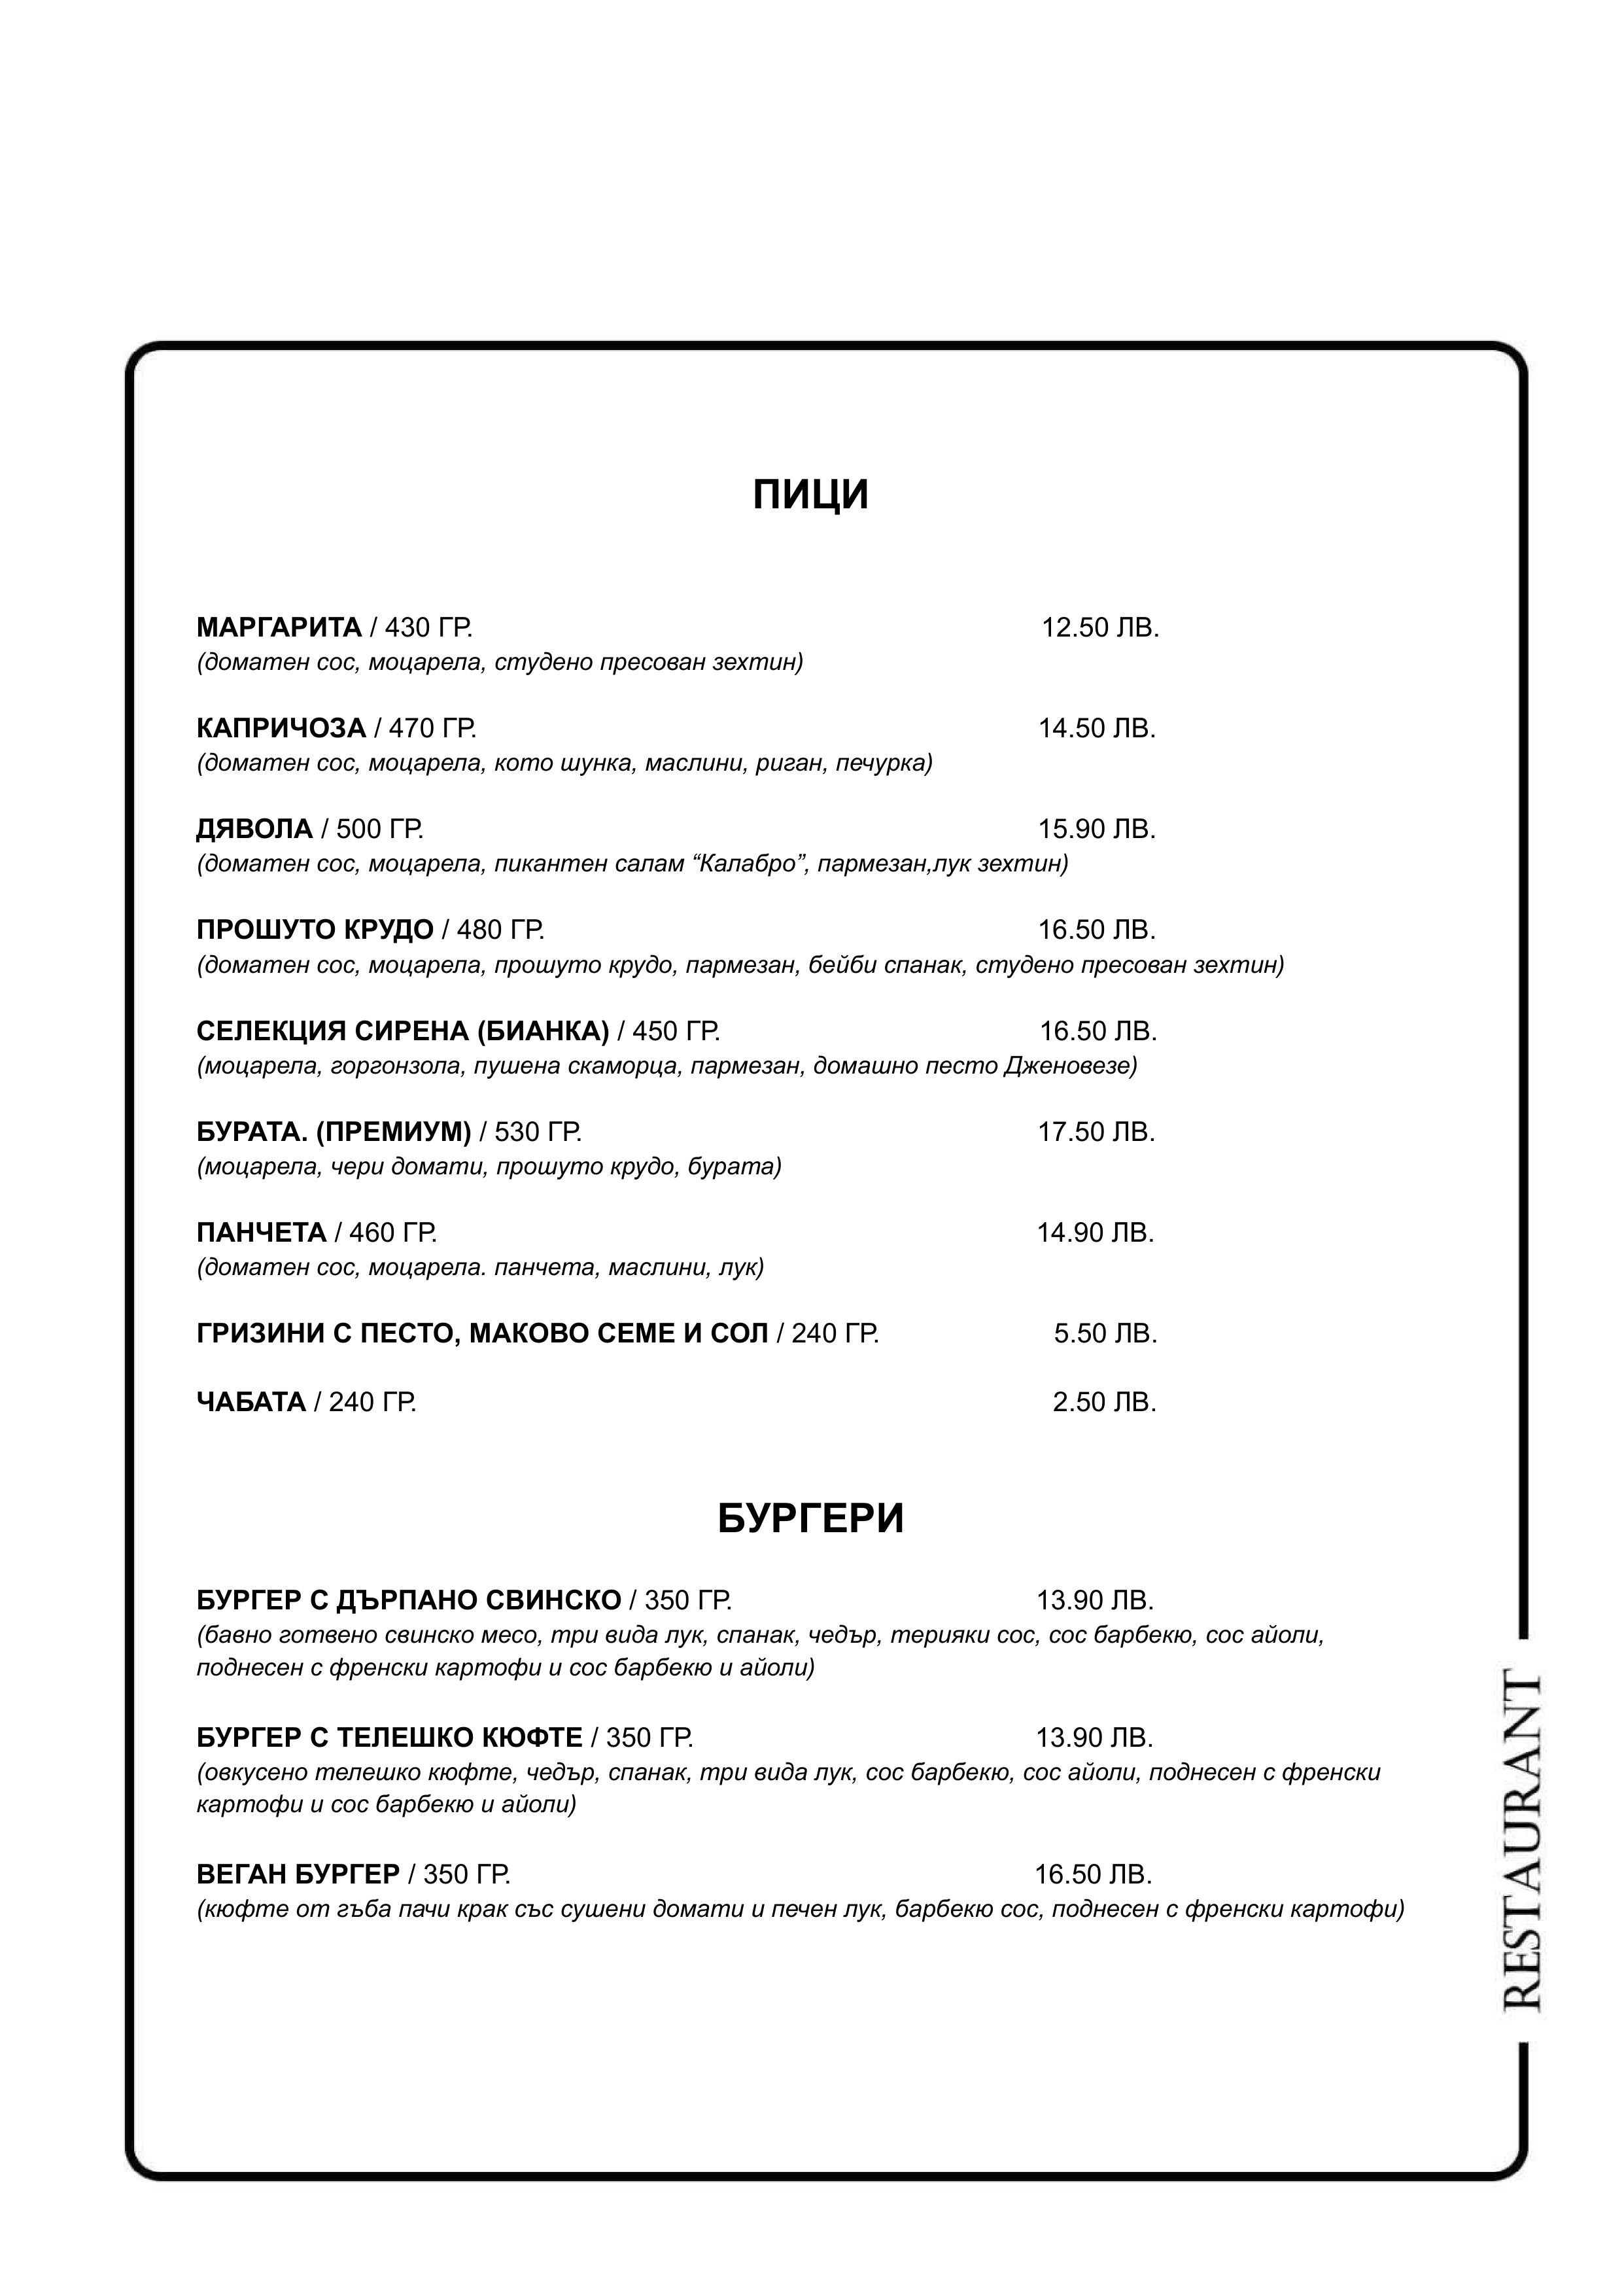 ПИЦИ
МАРГАРИТА / 430 ГР. 12.50 ЛВ.
(доматен сос, моцарела, студено пресован зехтин)
КАПРИЧОЗА / 470 ГР. 14.50 ЛВ.
(доматен сос, моцарела, кото шунка, маслини, риган, печурка)
ДЯВОЛА / 500 ГР. 15.90 ЛВ.
(доматен сос, моцарела, пикантен салам “Калабро”, пармезан,лук зехтин)
ПРОШУТО КРУДО / 480 ГР. 16.50 ЛВ.
(доматен сос, моцарела, прошуто крудо, пармезан, бейби спанак, студено пресован зехтин)
СЕЛЕКЦИЯ СИРЕНА (БИАНКА) / 450 ГР. 16.50 ЛВ.
(моцарела, горгонзола, пушена скаморца, пармезан, домашно песто Дженовезе)
БУРАТА. (ПРЕМИУМ) / 530 ГР. 17.50 ЛВ.
(моцарела, чери домати, прошуто крудо, бурата)
ПАНЧЕТА / 460 ГР. 14.90 ЛВ.
(доматен сос, моцарела. панчета, маслини, лук)
ГРИЗИНИ С ПЕСТО, МАКОВО СЕМЕ И СОЛ / 240 ГР. 5.50 ЛВ.
ЧАБАТА / 240 ГР. 2.50 ЛВ.
БУРГЕРИ
БУРГЕР С ДЪРПАНО СВИНСКО / 350 ГР. 13.90 ЛВ.
(бавно готвено свинско месо, три вида лук, спанак, чедър, терияки сос, сос барбекю, сос айоли,
поднесен с френски картофи и сос барбекю и айоли)
БУРГЕР С ТЕЛЕШКО КЮФТЕ / 350 ГР. 13.90 ЛВ.
(овкусено телешко кюфте, чедър, спанак, три вида лук, сос барбекю, сос айоли, поднесен с френски
картофи и сос барбекю и айоли)
ВЕГАН БУРГЕР / 350 ГР. 16.50 ЛВ.
(кюфте от гъба пачи крак със сушени домати и печен лук, барбекю сос, поднесен с френски картофи)
RESTAURANT